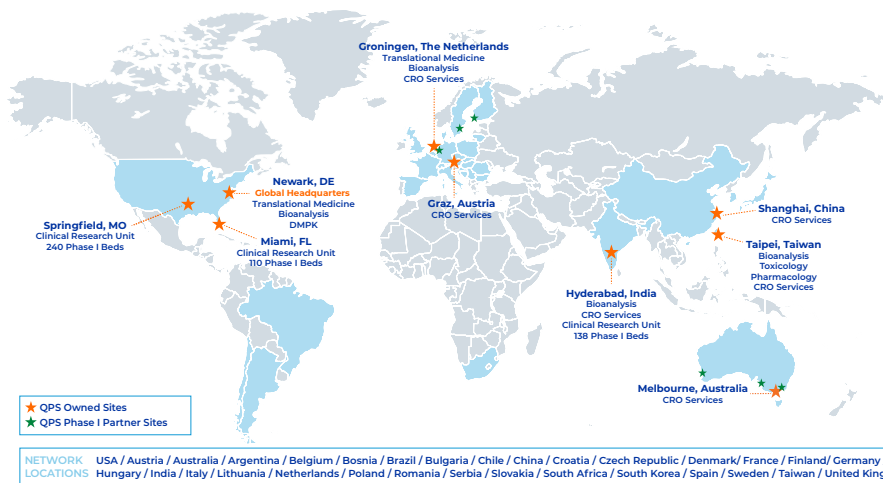 Groningen, The Netherlands
Translational Medicine
Bioanalysis
CRO Services
Newark, DE
Global Headquarters
Translational Medicine
Bioanalysis
DMPK
Springfield, MO
Clinical Research Unit
240 Phase I Beds
Miami, FL
Clinical Research Unit
110 Phase I Beds
Graz, Austria
CRO Services
Shanghai, China
CRO Services
Taipei, Taiwan
Bioanalysis
Toxicology
Pharmacology
CRO Services
Hyderabad, India
Bioanalysis
CRO Services
Clinical Research Unit
138 Phase I Beds
Melbourne, Australia
CRO Services
QPS Owned Sites
QPS Phase I Partner Sites
NETWORK LOCATIONS
USA / Austria / Australia / Argentina / Belgium / Bosnia / Brazil / Bulgaria / Chile / China / Croatia / Czech Republic / Denmark/ France / Finland/ Germany
Hungary / India / Italy / Lithuania / Netherlands / Poland / Romania / Serbia / Slovakia / South Africa / South Korea / Spain / Sweden / Taiwan / United